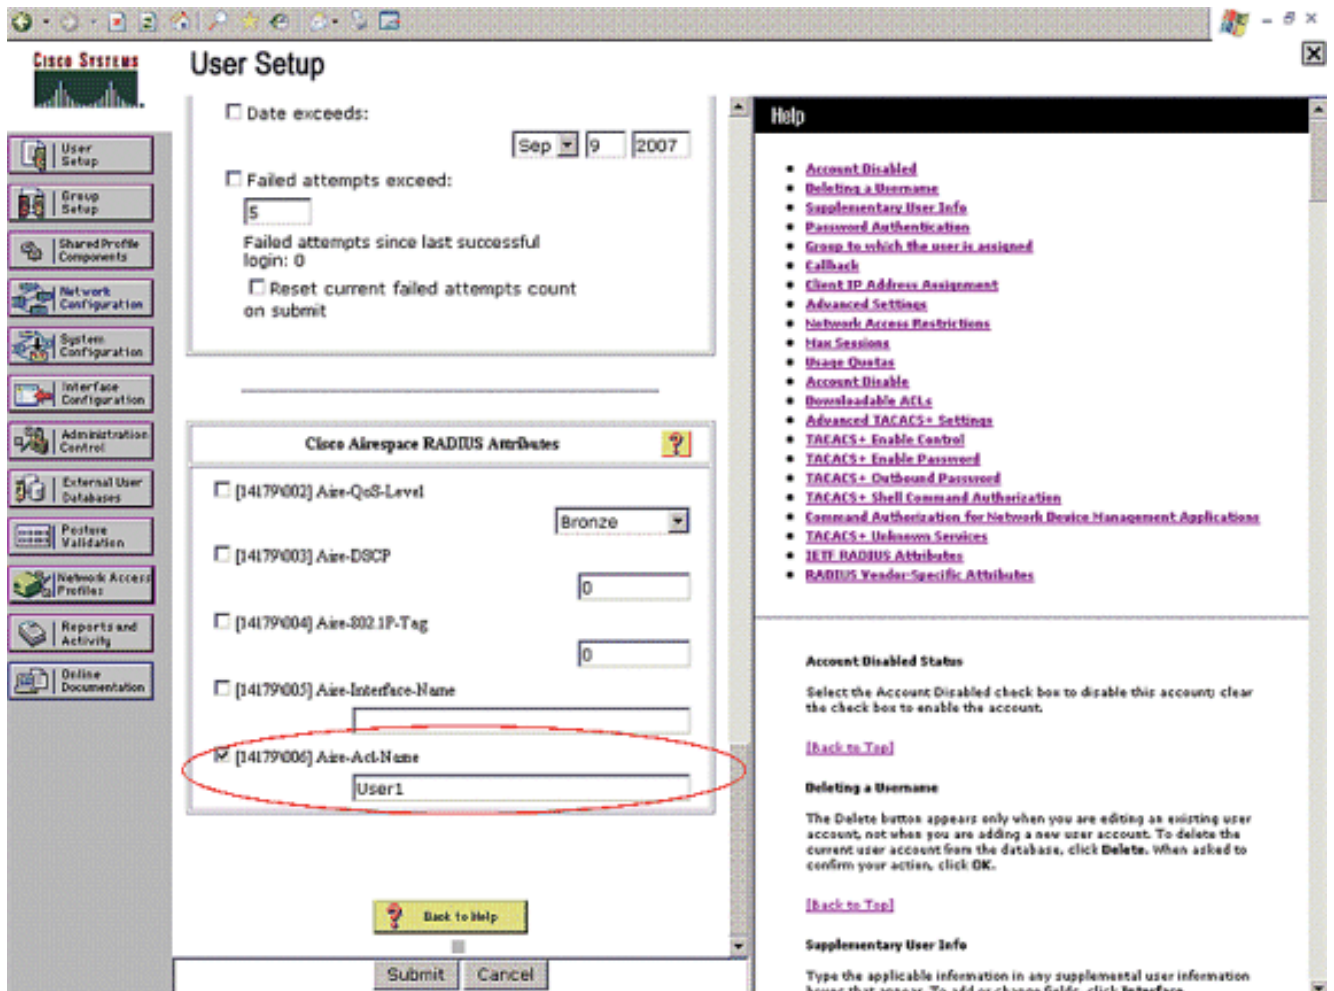 CISCO SYSTEMS
User Setup
User
Setup
Group
Setup
Shared Profile
Components
Network
Configuration
System
Configuration
Interface
Configuration
Administration
Control
External User
Databases
Posture
Validation
Network Access
Profiles
Reports and
Activity
Online
Documentation
Date exceeds:
Sep 9 2007
Failed attempts exceed:
5
Failed attempts since last successful
login: 0
Reset current failed attempts count
on submit
Cisco Airespace RADIUS Attributes
?
[14179\002] Aire-QoS-Level
Bronze
[14179\003] Aire-DSCP
0
[14179\004] Aire-802.1P-Tag
0
[14179\005] Aire-Interface-Name
[14179\006] Aire-Acl-Name
User1
? Back to Help
Submit Cancel
Help
Account Disabled
Deleting a Username
Supplementary User Info
Password Authentication
Group to which the user is assigned
Callback
Client IP Address Assignment
Advanced Settings
Network Access Restrictions
Max Sessions
Usage Quotas
Account Disable
Downloadable ACLs
Advanced TACACS+ Settings
TACACS+ Enable Control
TACACS+ Enable Password
TACACS+ Outbound Password
TACACS+ Shell Command Authorization
Command Authorization for Network Device Management Applications
TACACS+ Unknown Services
IETF RADIUS Attributes
RADIUS Vendor-Specific Attributes
Account Disabled Status
Select the Account Disabled check box to disable this account; clear
the check box to enable the account.
[Back to Top]
Deleting a Username
The Delete button appears only when you are editing an existing user
account, not when you are adding a new user account. To delete the
current user account from the database, click Delete. When asked to
confirm your action, click OK.
[Back to Top]
Supplementary User Info
Type the applicable information in any supplemental user information
boxes that appear. To add or change fields, click Interface